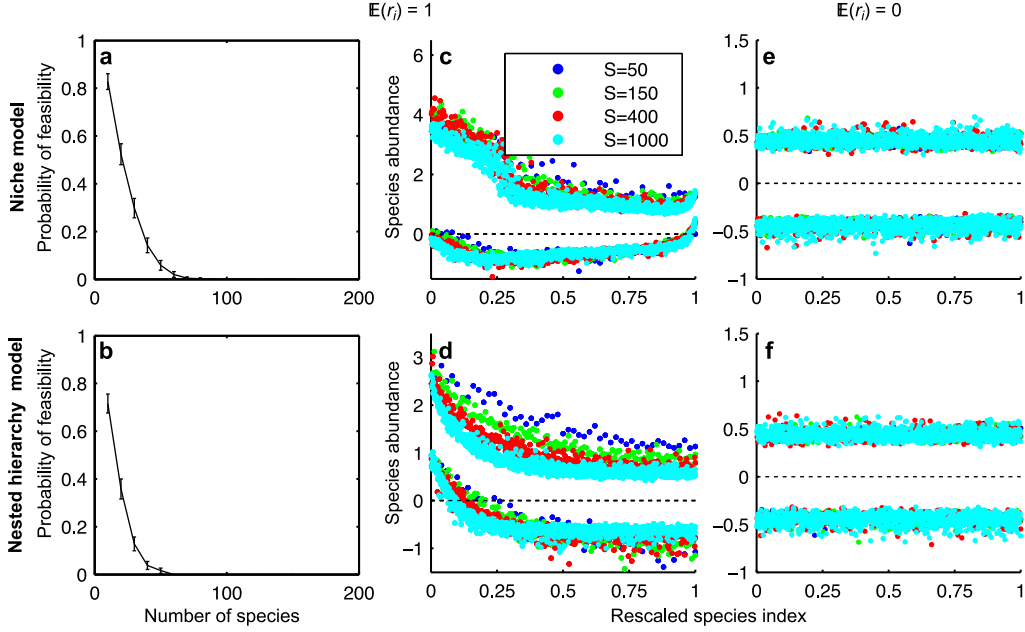 𝔼(rᵢ) = 1
𝔼(rᵢ) = 0
Niche model
Probability of feasibility
a
1
0.8
0.6
0.4
0.2
0
0
100
200
c
Species abundance
6
4
2
0
0
0.25
0.5
0.75
1
S=50
S=150
S=400
S=1000
e
1.5
1
0.5
0
−0.5
−1
0
0.25
0.5
0.75
1
Nested hierarchy model
Probability of feasibility
b
1
0.8
0.6
0.4
0.2
0
0
100
200
Number of species
d
Species abundance
3
2
1
0
−1
0
0.25
0.5
0.75
1
f
1.5
1
0.5
0
−0.5
−1
0
0.25
0.5
0.75
1
Rescaled species index